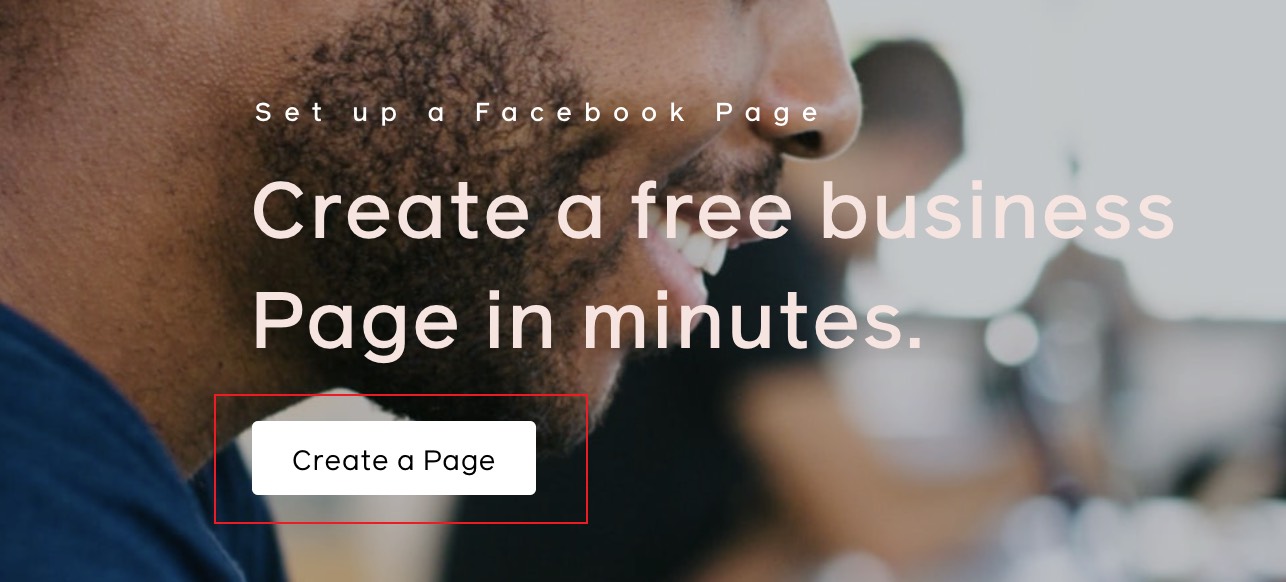 Set up a Facebook Page
Create a free business
Page in minutes.
Create a Page